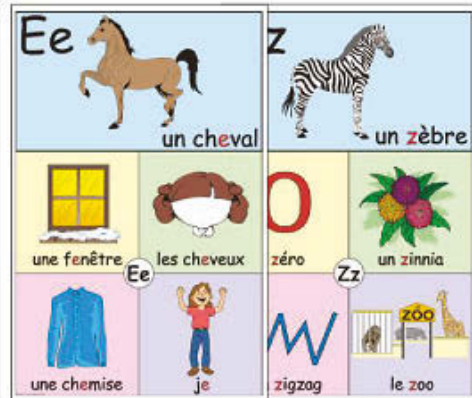 Ee
un cheval
une fenêtre
les cheveux
Ee
une chemise
je
z
un zèbre
0
zéro
un zinnia
Zz
zigzag
ZOO
le zoo